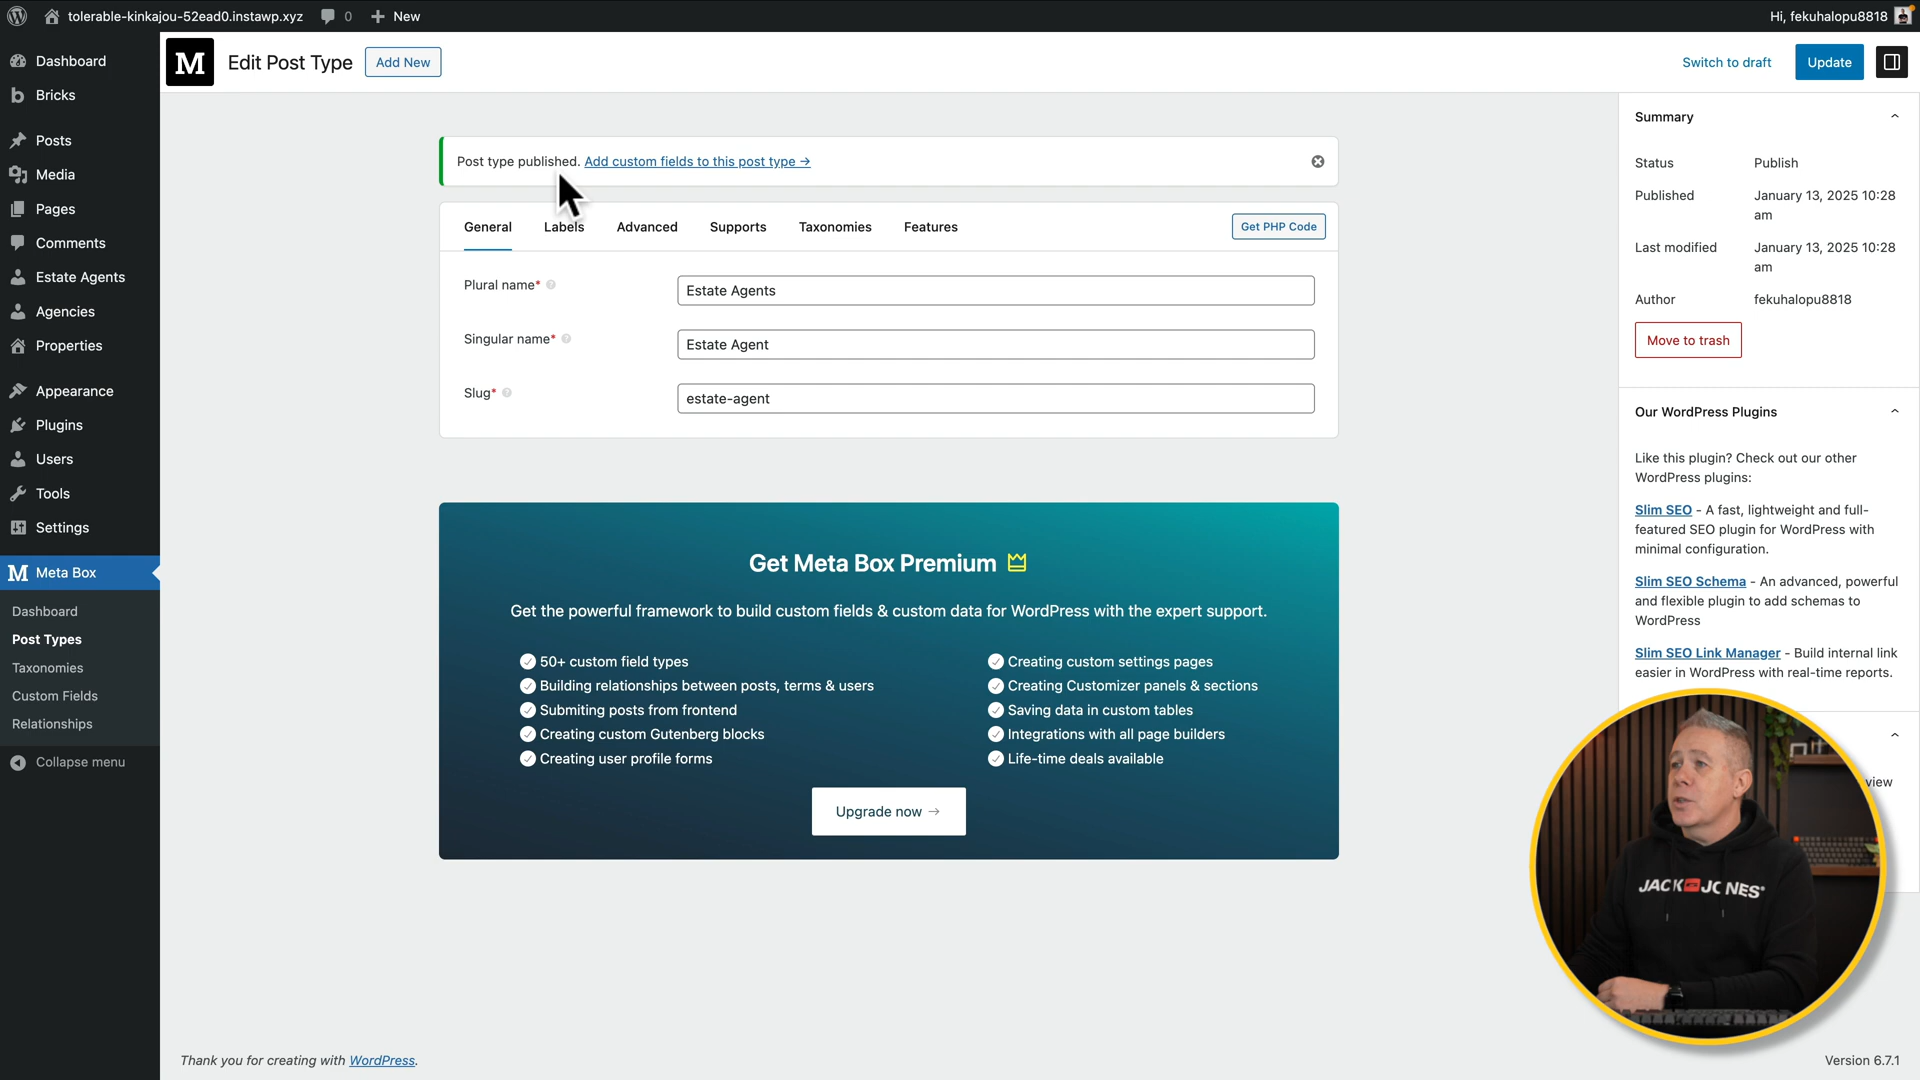 tolerable-kinkajou-52ead0.instawp.xyz
0
New
Hi, fekuhalopu8818
Dashboard
Bricks
Posts
Media
Pages
Comments
Estate Agents
Agencies
Properties
Appearance
Plugins
Users
Tools
Settings
M Meta Box
Dashboard
Post Types
Taxonomies
Custom Fields
Relationships
Collapse menu
M Edit Post Type
Add New
Switch to draft
Update
Post type published. Add custom fields to this post type →
General
Labels
Advanced
Supports
Taxonomies
Features
Get PHP Code
Plural name*
Estate Agents
Singular name*
Estate Agent
Slug*
estate-agent
Get Meta Box Premium
Get the powerful framework to build custom fields & custom data for WordPress with the expert support.
50+ custom field types
Building relationships between posts, terms & users
Submiting posts from frontend
Creating custom Gutenberg blocks
Creating user profile forms
Creating custom settings pages
Creating Customizer panels & sections
Saving data in custom tables
Integrations with all page builders
Life-time deals available
Upgrade now →
Summary
Status Publish
Published January 13, 2025 10:28
am
Last modified January 13, 2025 10:28
am
Author fekuhalopu8818
Move to trash
Our WordPress Plugins
Like this plugin? Check out our other
WordPress plugins:
Slim SEO - A fast, lightweight and full-
featured SEO plugin for WordPress with
minimal configuration.
Slim SEO Schema - An advanced, powerful
and flexible plugin to add schemas to
WordPress
Slim SEO Link Manager - Build internal link
easier in WordPress with real-time reports.
JACK JONES
Thank you for creating with WordPress.
Version 6.7.1